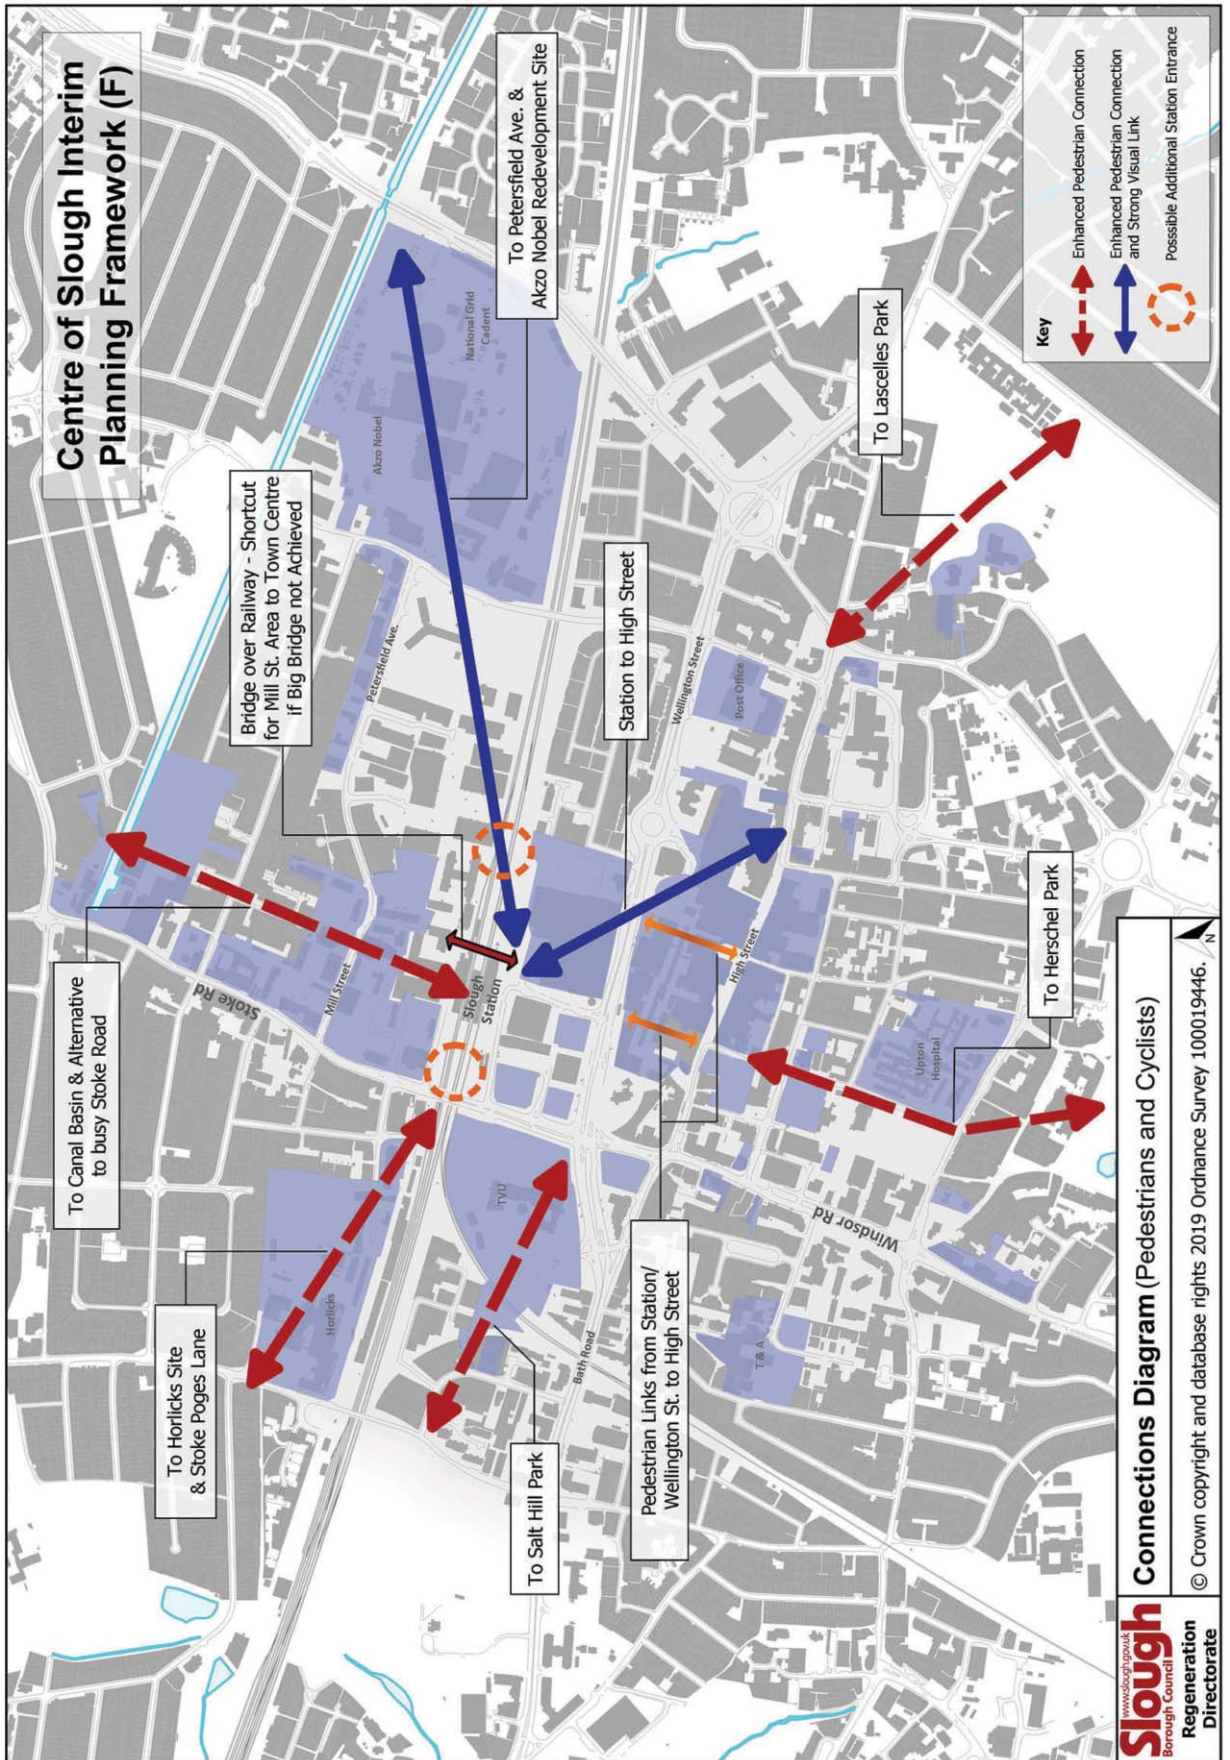 Centre of Slough Interim
Planning Framework (F)
To Petersfield Ave. &
Akzo Nobel Redevelopment Site
Bridge over Railway - Shortcut
for Mill St. Area to Town Centre
if Big Bridge not Achieved
To Canal Basin & Alternative
to busy Stoke Road
To Horlicks Site
& Stoke Poges Lane
To Salt Hill Park
Pedestrian Links from Station/
Wellington St. to High Street
Station to High Street
To Lascelles Park
To Herschel Park
National Grid
Cadent
Akzo Nobel
Petersfield Ave.
Stoke Rd
Mill Street
Slough
Station
Horlicks
TVU
Bath Road
Wellington Street
Post Office
High Street
Upton
Hospital
Windsor Rd
T & A
Key
Enhanced Pedestrian Connection
Enhanced Pedestrian Connection
and Strong Visual Link
Posssible Additional Station Entrance
www.slough.gov.uk
Slough
Borough Council
Regeneration
Directorate
Connections Diagram (Pedestrians and Cyclists)
© Crown copyright and database rights 2019 Ordnance Survey 100019446.
N